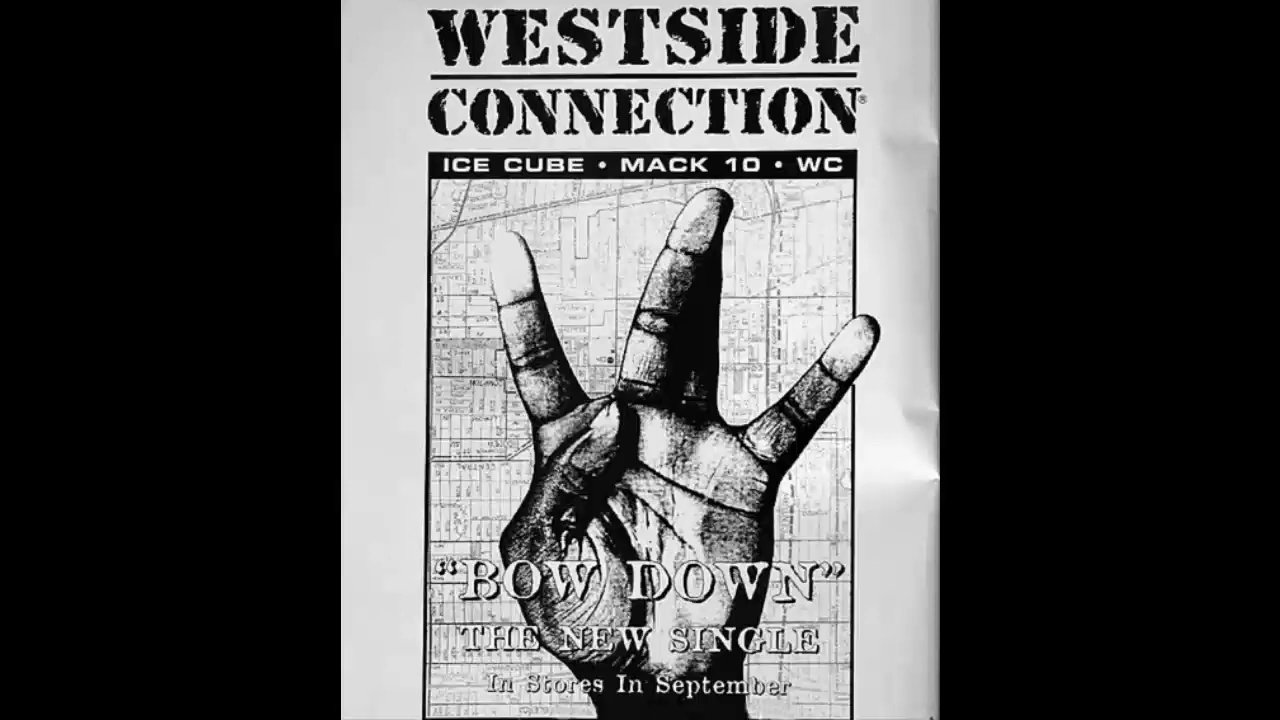 WESTSIDE
CONNECTION®
ICE CUBE • MACK 10 • WC
"BOW DOWN"
THE NEW SINGLE
In Stores In September